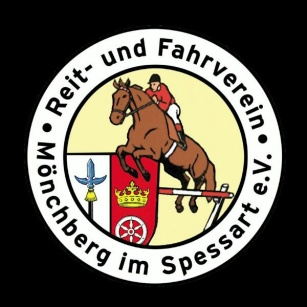 Reit- und Fahrverein
Mönchberg im Spessart e.V.